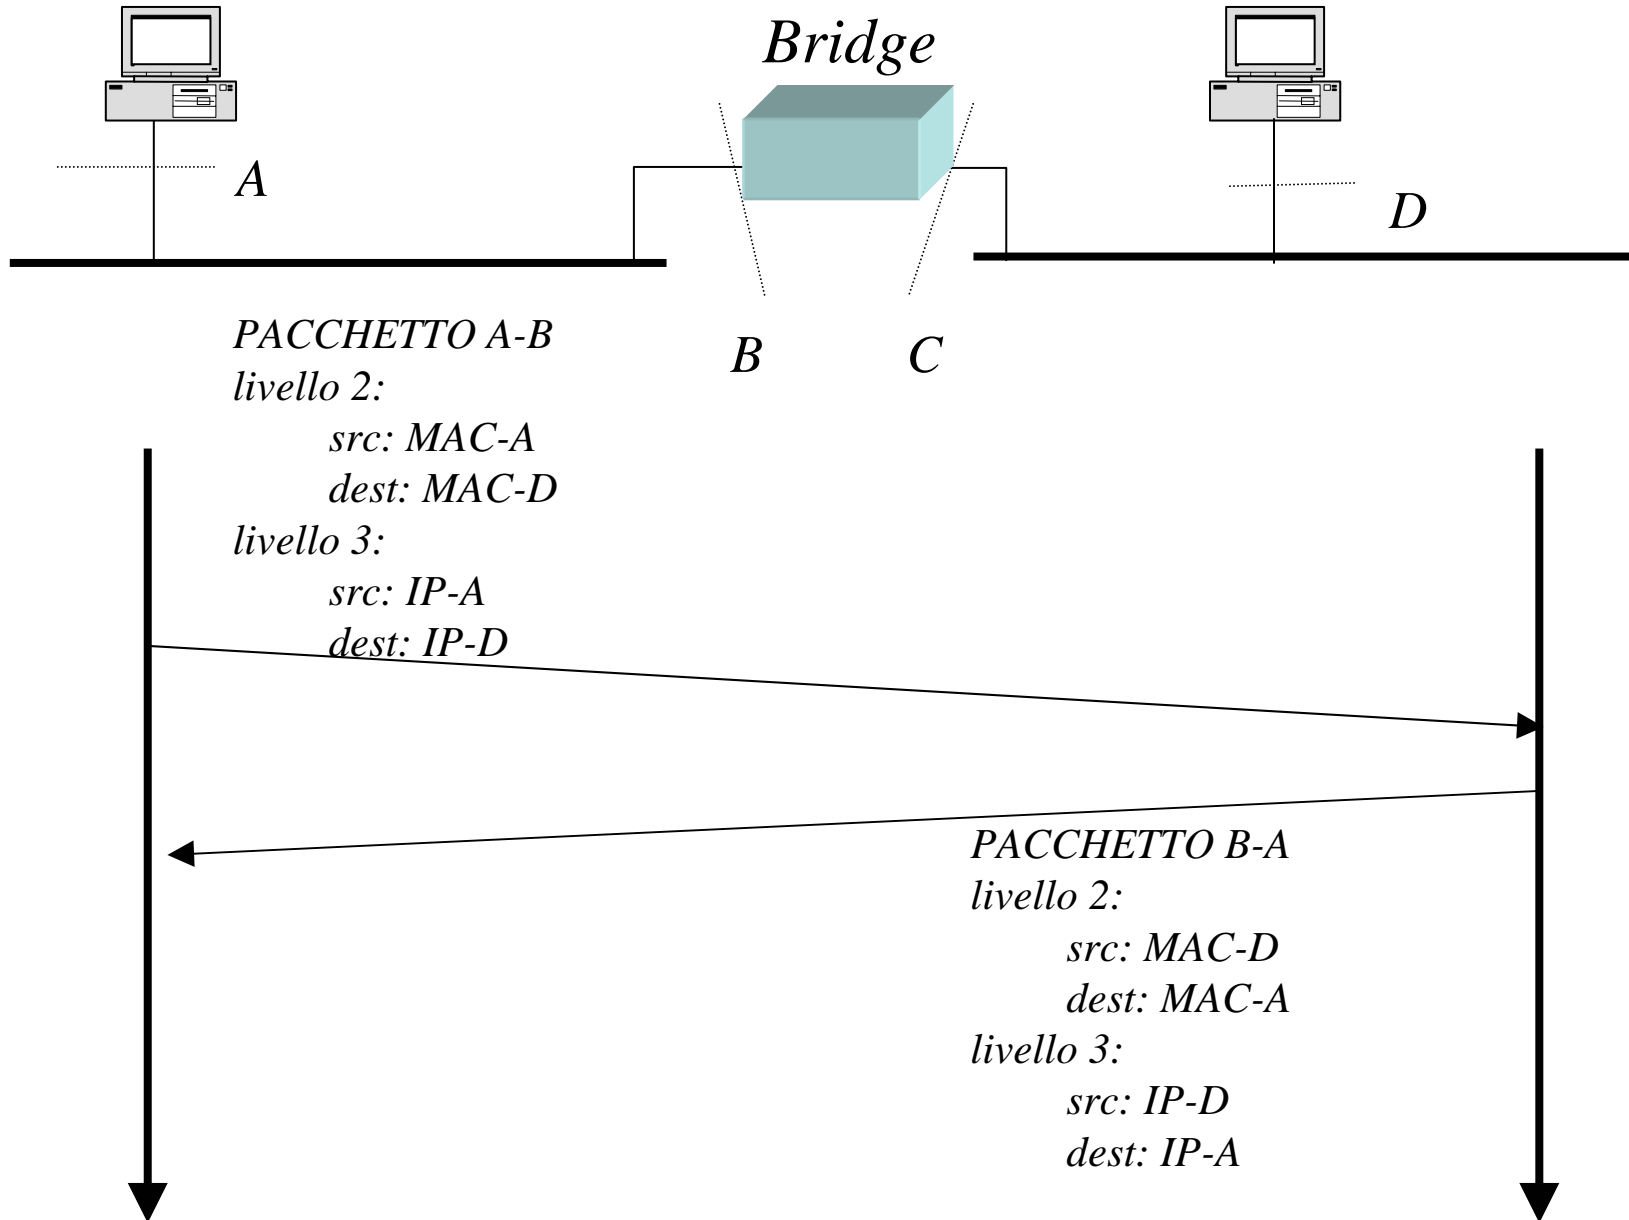 Bridge
A
D
B
C
PACCHETTO A-B
livello 2:
src: MAC-A
dest: MAC-D
livello 3:
src: IP-A
dest: IP-D
PACCHETTO B-A
livello 2:
src: MAC-D
dest: MAC-A
livello 3:
src: IP-D
dest: IP-A